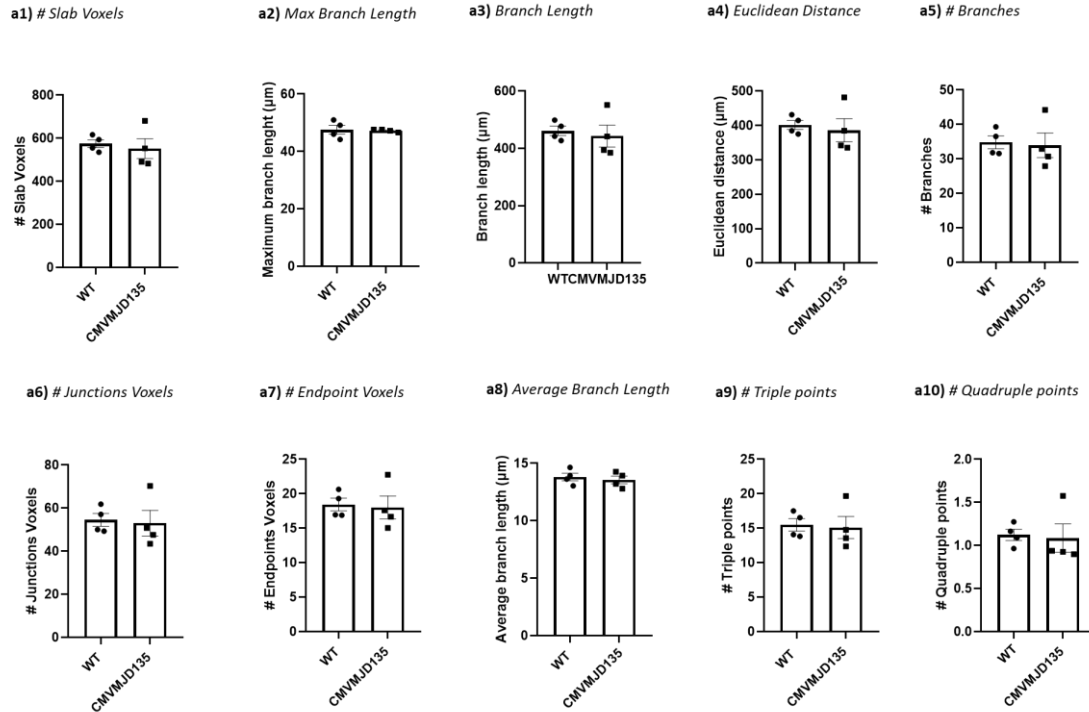 a1) # Slab Voxels
a2) Max Branch Length
a3) Branch Length
a4) Euclidean Distance
a5) # Branches
# Slab Voxels
800
600
400
200
0
WT
CMVMJD135
Maximum branch lenght (µm)
60
40
20
0
WT
CMVMJD135
Branch length (µm)
600
400
200
0
WTCMVMJD135
Euclidean distance (µm)
500
400
300
200
100
0
WT
CMVMJD135
# Branches
50
40
30
20
10
0
WT
CMVMJD135
a6) # Junctions Voxels
a7) # Endpoint Voxels
a8) Average Branch Length
a9) # Triple points
a10) # Quadruple points
# Junctions Voxels
80
60
40
20
0
WT
CMVMJD135
# Endpoints Voxels
25
20
15
10
5
0
WT
CMVMJD135
Average branch length (µm)
15
10
5
0
WT
CMVMJD135
# Triple points
25
20
15
10
5
0
WT
CMVMJD135
# Quadruple points
2.0
1.5
1.0
0.5
0.0
WT
CMVMJD135